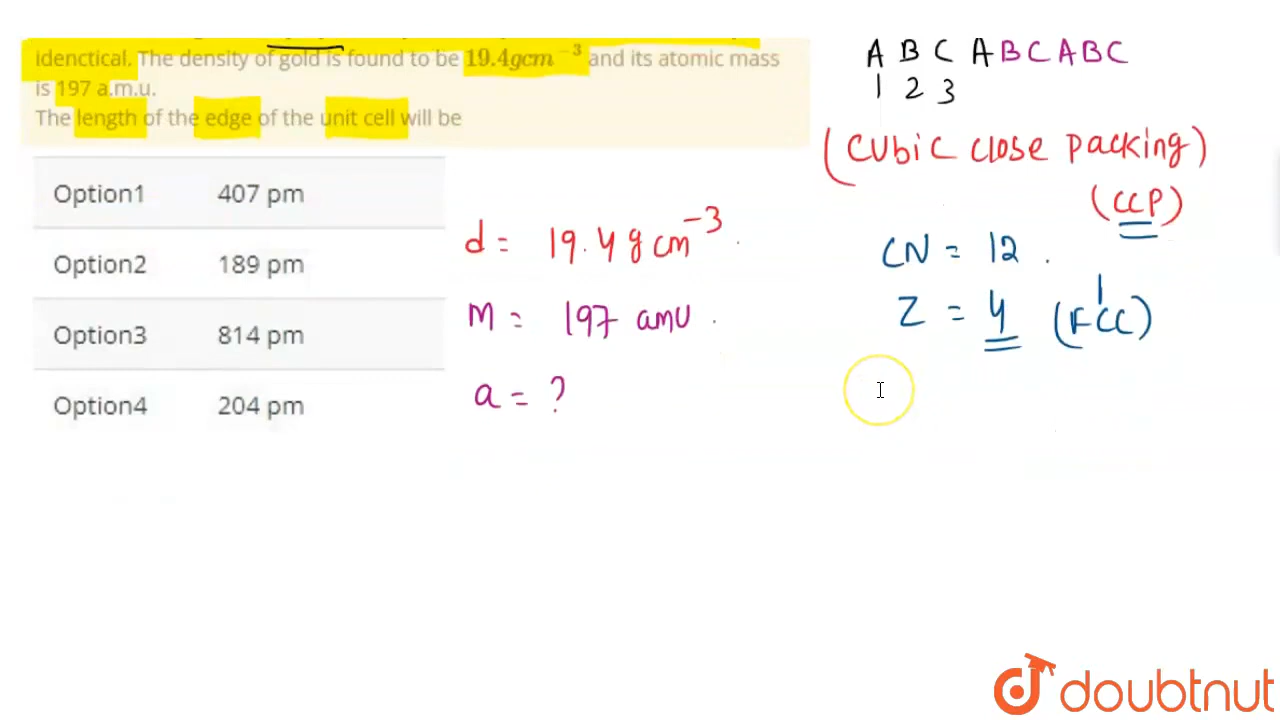 idenctical. The density of gold is found to be 19.4gcm⁻³ and its atomic mass
is 197 a.m.u.
The length of the edge of the unit cell will be
Option1 407 pm
Option2 189 pm
Option3 814 pm
Option4 204 pm
d = 19.4 g cm⁻³.
M = 197 amu .
a = ?
A B C A B C A B C
1 2 3
(Cubic close packing)
(CCP)
CN = 12 .
Z = 4 (FCC)
doubtnut